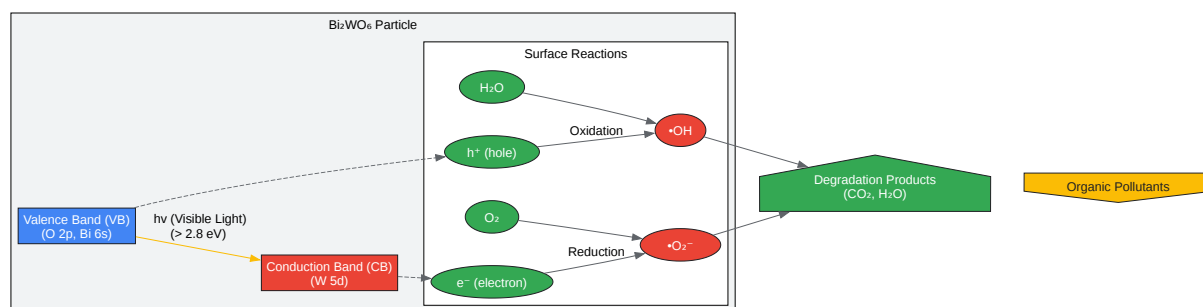 Bi₂WO₆ Particle
Surface Reactions
H₂O
Oxidation
•OH
h⁺ (hole)
Degradation Products
(CO₂, H₂O)
Organic Pollutants
Valence Band (VB)
(O 2p, Bi 6s)
hν (Visible Light)
(> 2.8 eV)
O₂
Reduction
•O₂⁻
Conduction Band (CB)
(W 5d)
e⁻ (electron)